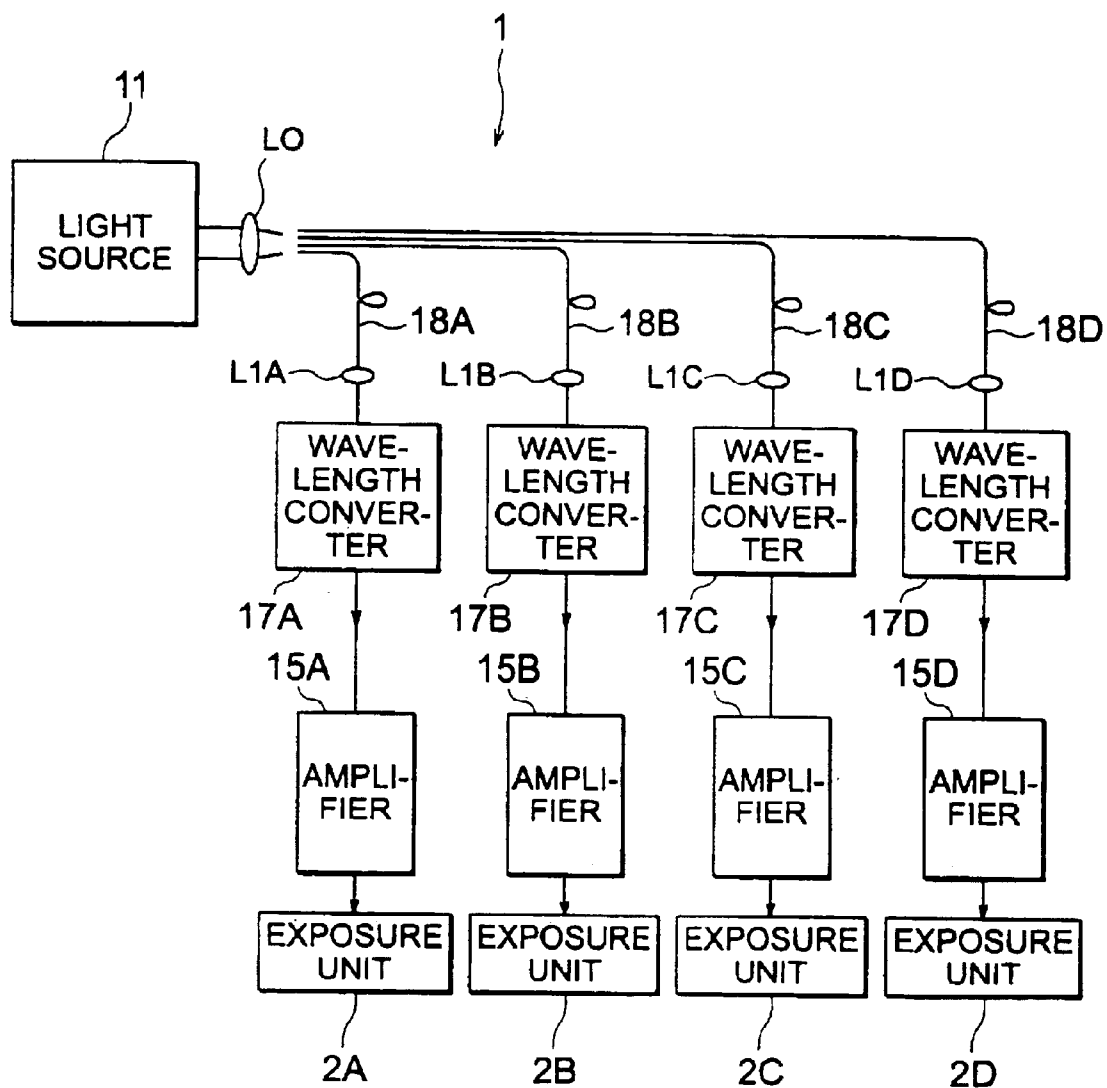 1
11
LO
LIGHT
SOURCE
18A
18B
18C
18D
L1A
L1B
L1C
L1D
WAVE-
LENGTH
CONVER-
TER
WAVE-
LENGTH
CONVER-
TER
WAVE-
LENGTH
CONVER-
TER
WAVE-
LENGTH
CONVER-
TER
17A
17B
17C
17D
15A
15B
15C
15D
AMPLI-
FIER
AMPLI-
FIER
AMPLI-
FIER
AMPLI-
FIER
EXPOSURE
UNIT
EXPOSURE
UNIT
EXPOSURE
UNIT
EXPOSURE
UNIT
2A
2B
2C
2D